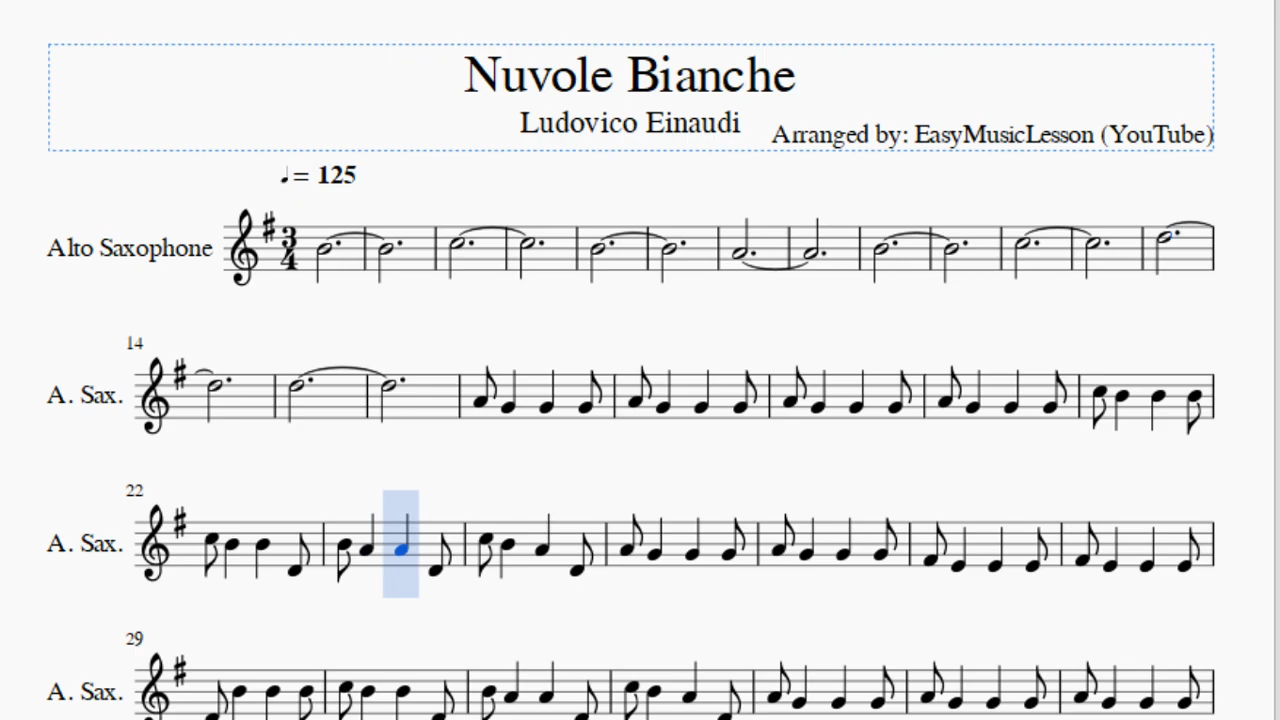 Nuvole Bianche
Ludovico Einaudi
Arranged by: EasyMusicLesson (YouTube)
♩= 125
Alto Saxophone
3
4
14
A. Sax.
22
A. Sax.
29
A. Sax.